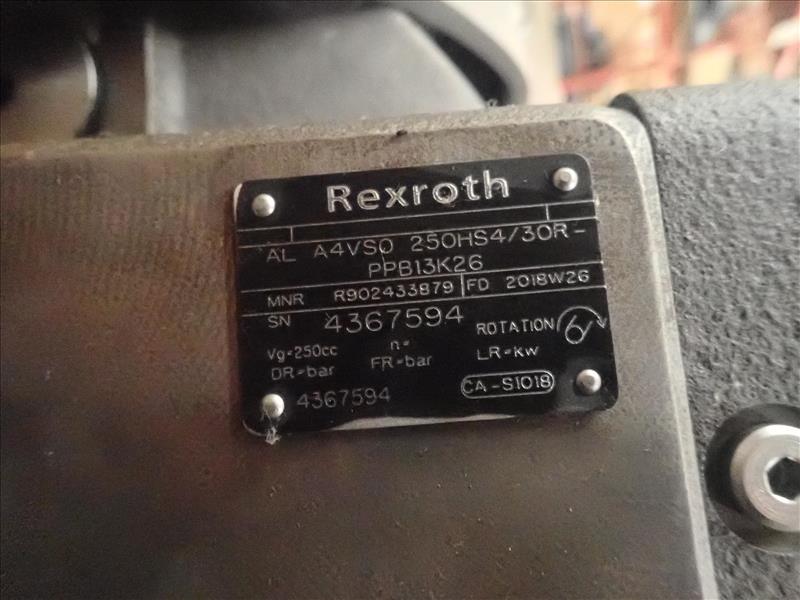 Rexroth
AL A4VSO 250HS4/30R-
PPB13K26
MNR R902433879 FD 2018W26
SN 4367594 ROTATION
Vg=250cc n= LR=kw
DR=bar FR=bar
4367594 CA-S1018